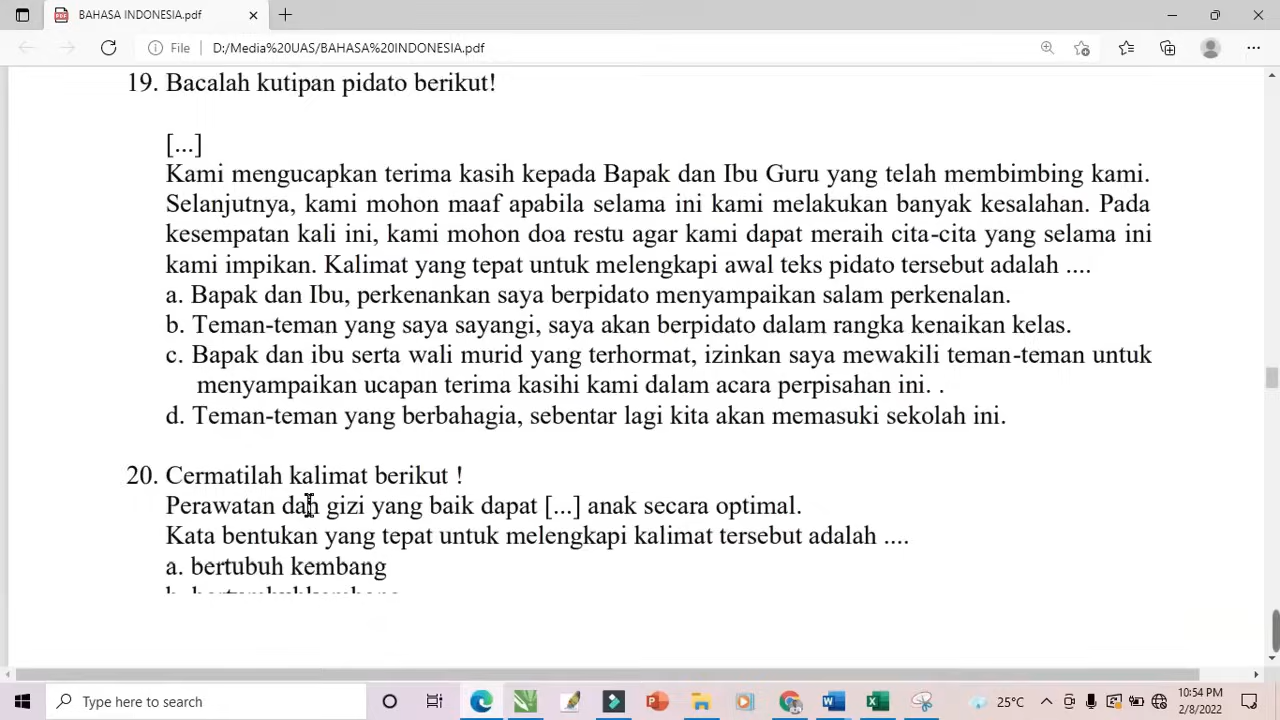 BAHASA INDONESIA.pdf
File D:/Media%20UAS/BAHASA%20INDONESIA.pdf
19. Bacalah kutipan pidato berikut!
[...]
Kami mengucapkan terima kasih kepada Bapak dan Ibu Guru yang telah membimbing kami.
Selanjutnya, kami mohon maaf apabila selama ini kami melakukan banyak kesalahan. Pada
kesempatan kali ini, kami mohon doa restu agar kami dapat meraih cita-cita yang selama ini
kami impikan. Kalimat yang tepat untuk melengkapi awal teks pidato tersebut adalah ....
a. Bapak dan Ibu, perkenankan saya berpidato menyampaikan salam perkenalan.
b. Teman-teman yang saya sayangi, saya akan berpidato dalam rangka kenaikan kelas.
c. Bapak dan ibu serta wali murid yang terhormat, izinkan saya mewakili teman-teman untuk
menyampaikan ucapan terima kasihi kami dalam acara perpisahan ini. .
d. Teman-teman yang berbahagia, sebentar lagi kita akan memasuki sekolah ini.
20. Cermatilah kalimat berikut !
Perawatan dan gizi yang baik dapat [...] anak secara optimal.
Kata bentukan yang tepat untuk melengkapi kalimat tersebut adalah ....
a. bertubuh kembang
Type here to search
25°C
10:54 PM
2/8/2022